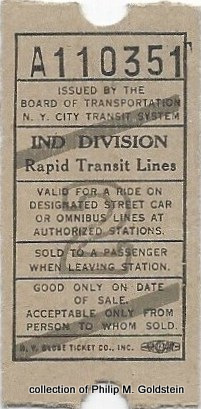 A110351
ISSUED BY THE
BOARD OF TRANSPORTATION
N. Y. CITY TRANSIT SYSTEM
IND DIVISION
Rapid Transit Lines
VALID FOR A RIDE ON
DESIGNATED STREET CAR
OR OMNIBUS LINES AT
AUTHORIZED STATIONS.
SOLD TO A PASSENGER
WHEN LEAVING STATION.
GOOD ONLY ON DATE
OF SALE.
ACCEPTABLE ONLY FROM
PERSON TO WHOM SOLD.
N. Y. GLOBE TICKET CO., INC.
collection of Philip M. Goldstein